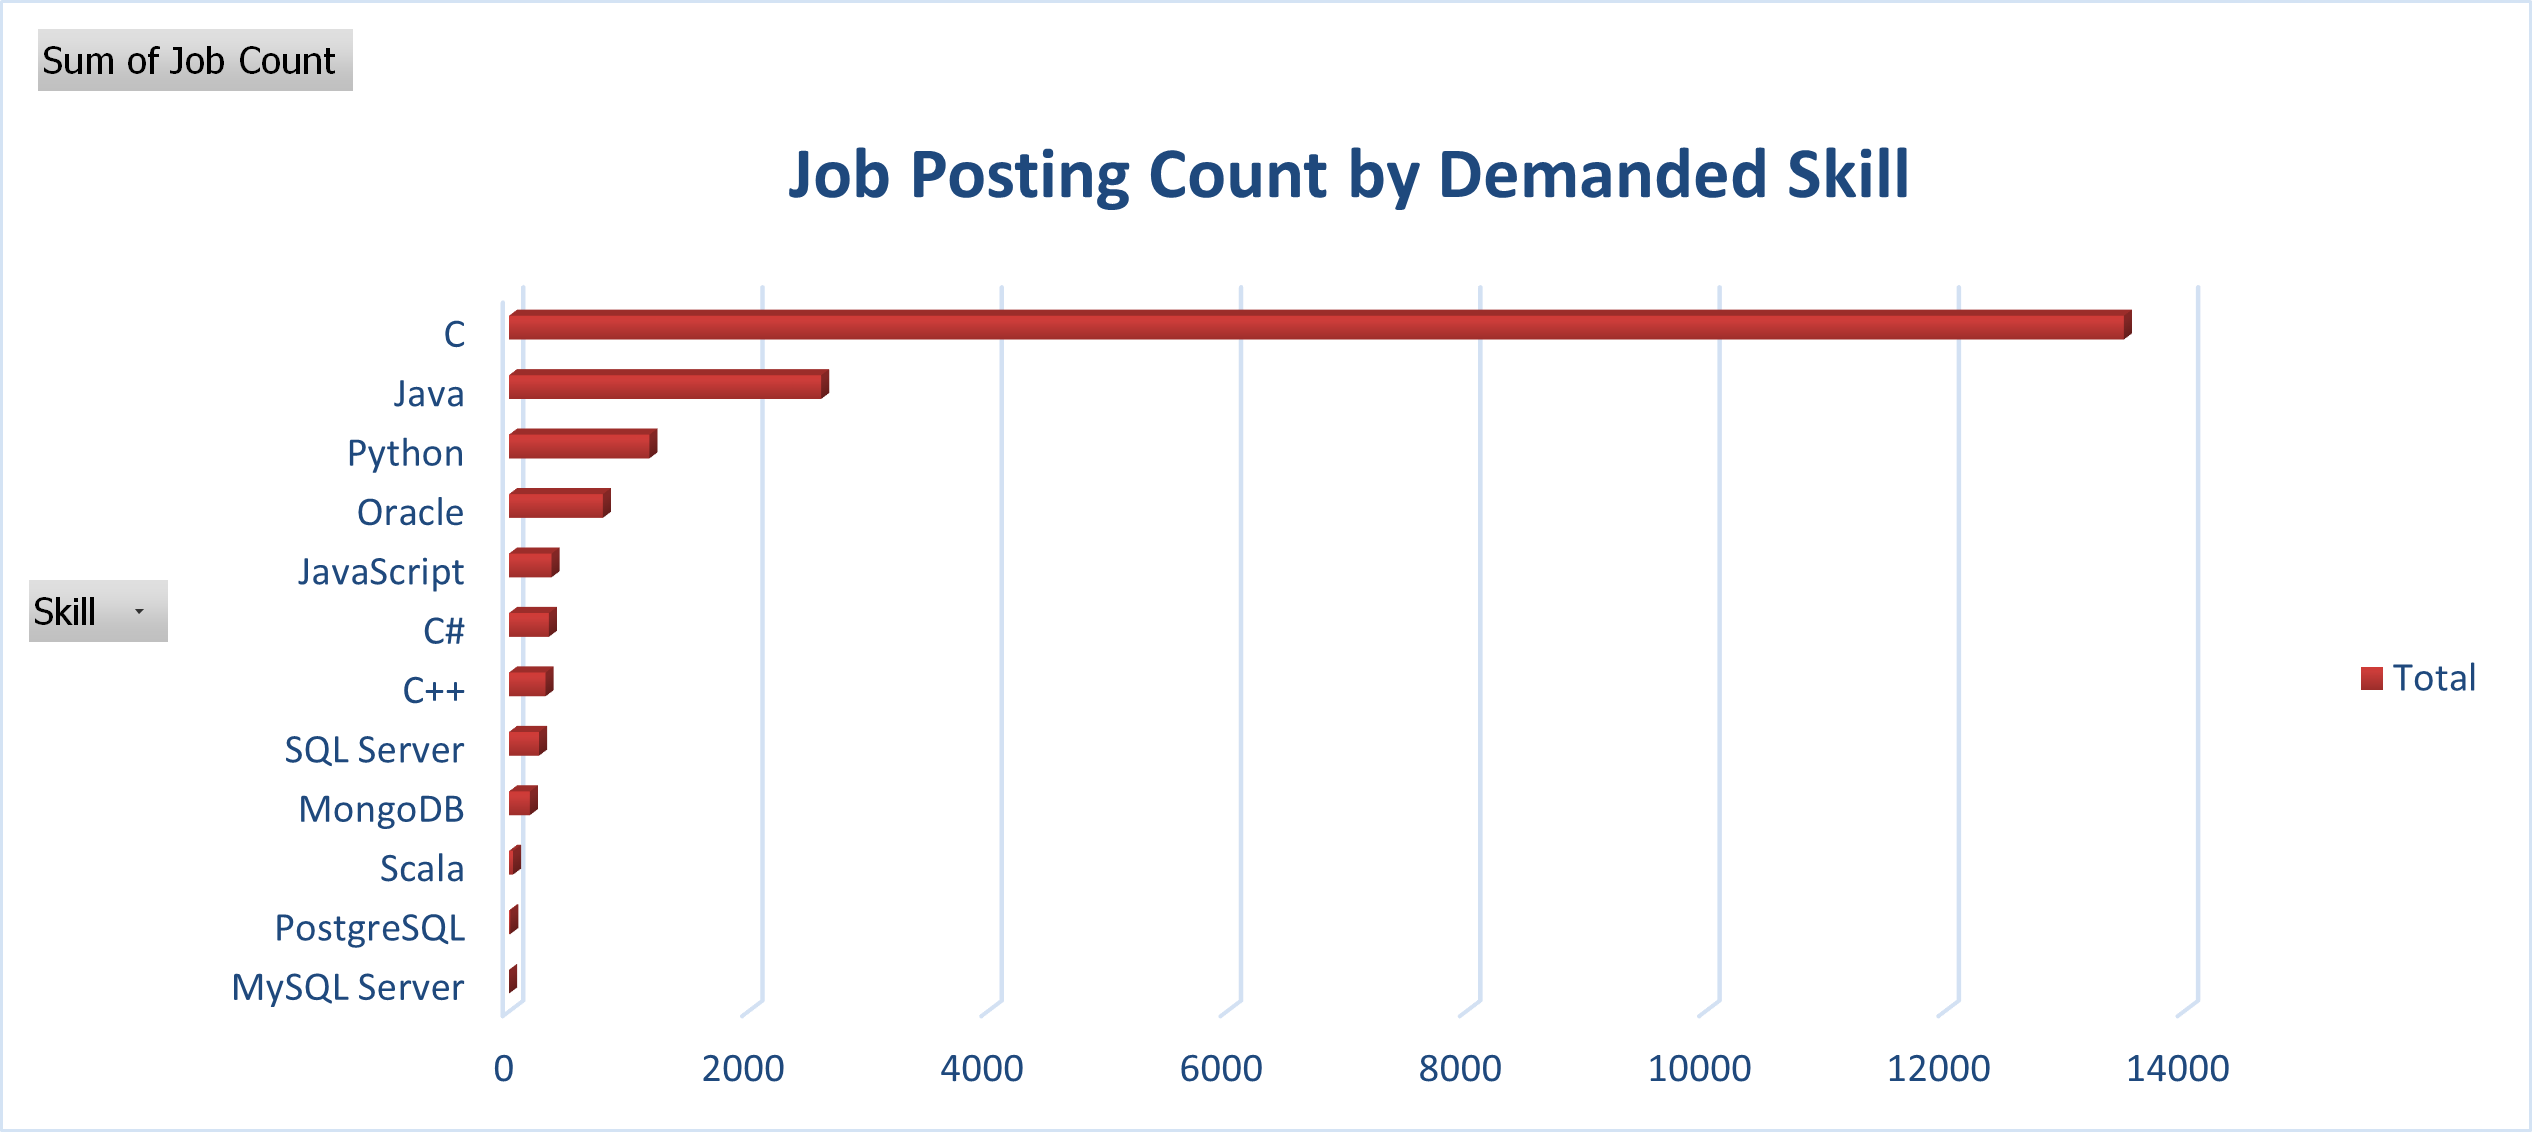 Sum of Job Count
Job Posting Count by Demanded Skill
C
Java
Python
Oracle
JavaScript
C#
C++
SQL Server
MongoDB
Scala
PostgreSQL
MySQL Server
Skill
Total
0 2000 4000 6000 8000 10000 12000 14000